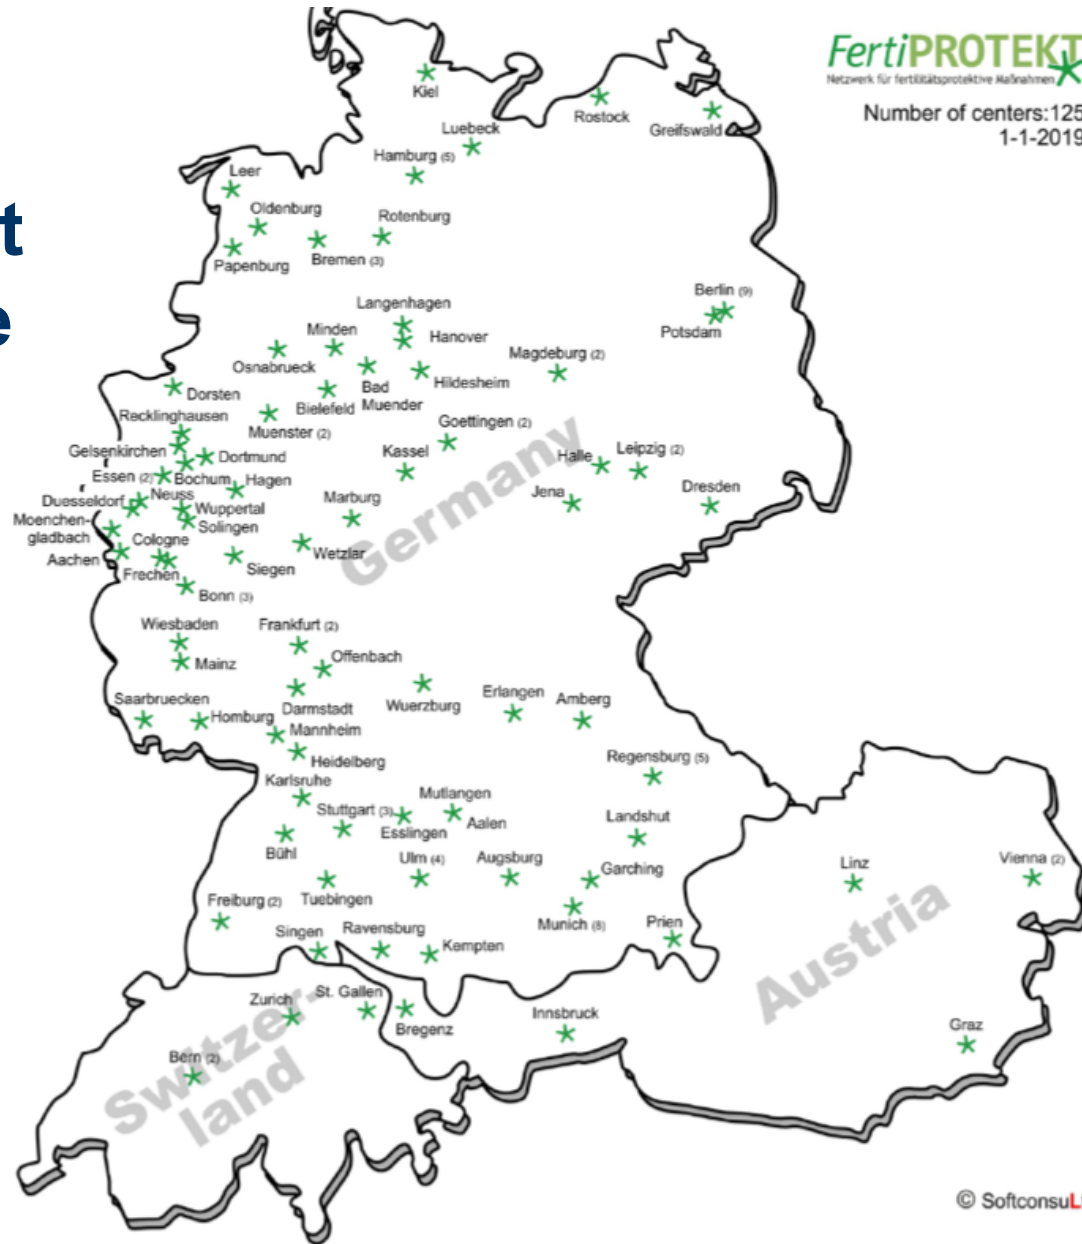 t
e
FertiPROTEKT
Netzwerk für fertilitätsprotektive Maßnahmen
Number of centers:125
1-1-2019
Kiel
Rostock
Greifswald
Luebeck
Hamburg (5)
Leer
Oldenburg
Rotenburg
Papenburg
Bremen (3)
Berlin (9)
Potsdam
Langenhagen
Minden
Hanover
Osnabrueck
Magdeburg (2)
Bad
Muender
Hildesheim
Dorsten
Bielefeld
Recklinghausen
Muenster (2)
Goettingen (2)
Gelsenkirchen
Dortmund
Kassel
Halle
Leipzig (2)
Essen (2)
Bochum
Hagen
Jena
Dresden
Duesseldorf
Neuss
Wuppertal
Marburg
Moenchen-
gladbach
Solingen
Cologne
Aachen
Wetzlar
Frechen
Siegen
Bonn (3)
Germany
Wiesbaden
Frankfurt (2)
Mainz
Offenbach
Saarbruecken
Homburg
Darmstadt
Wuerzburg
Erlangen
Amberg
Mannheim
Heidelberg
Regensburg (5)
Karlsruhe
Stuttgart (3)
Mutlangen
Esslingen
Aalen
Landshut
Bühl
Ulm (4)
Augsburg
Garching
Linz
Vienna (2)
Tuebingen
Freiburg (2)
Munich (8)
Prien
Singen
Ravensburg
Kempten
Austria
Zurich
St. Gallen
Bregenz
Innsbruck
Graz
Bern (2)
Switzer-
land
© SoftconsuL